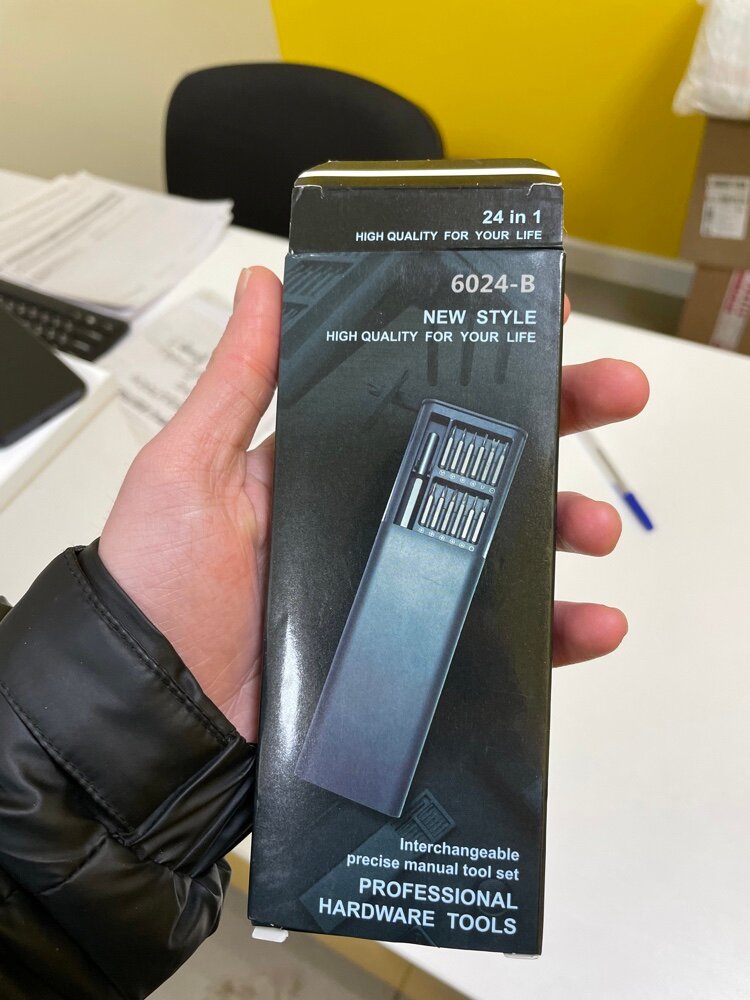 24 in 1
HIGH QUALITY FOR YOUR LIFE
6024-B
NEW STYLE
HIGH QUALITY FOR YOUR LIFE
Interchangeable
precise manual tool set
PROFESSIONAL
HARDWARE TOOLS